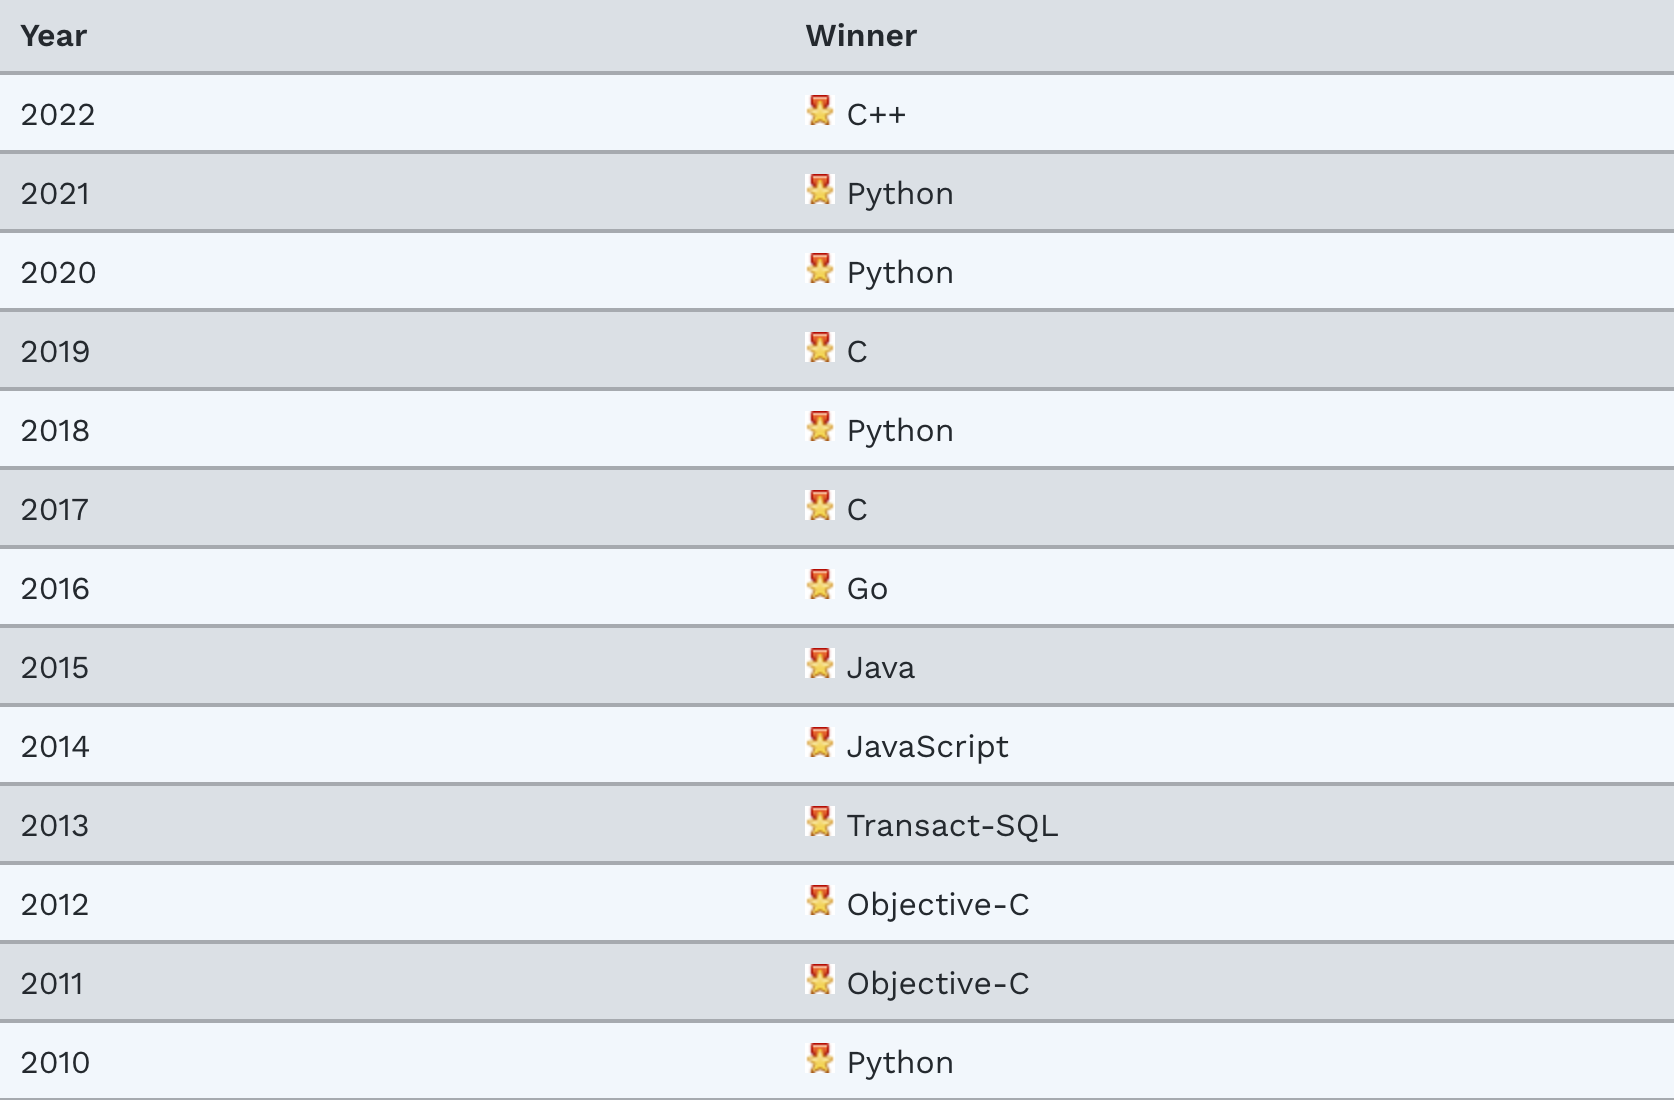 Year Winner
2022 C++
2021 Python
2020 Python
2019 C
2018 Python
2017 C
2016 Go
2015 Java
2014 JavaScript
2013 Transact-SQL
2012 Objective-C
2011 Objective-C
2010 Python